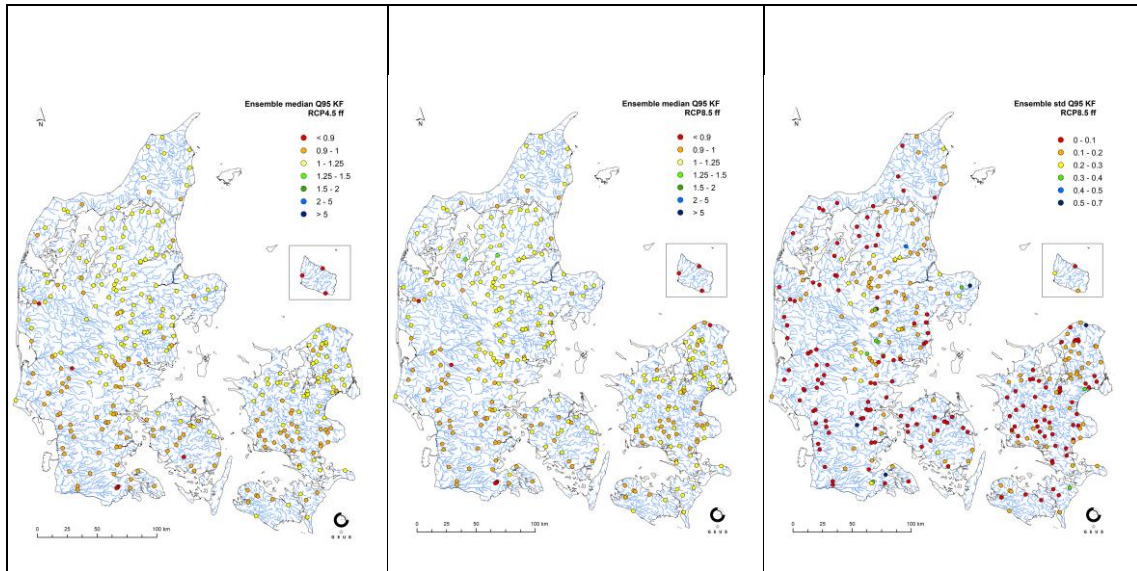 Ensemble median Q95 KF
RCP4.5 ff
< 0.9
0.9 - 1
1 - 1.25
1.25 - 1.5
1.5 - 2
2 - 5
> 5
N
0 25 50 100 km
G E U S
Ensemble median Q95 KF
RCP8.5 ff
< 0.9
0.9 - 1
1 - 1.25
1.25 - 1.5
1.5 - 2
2 - 5
> 5
N
0 25 50 100 km
G E U S
Ensemble std Q95 KF
RCP8.5 ff
0 - 0.1
0.1 - 0.2
0.2 - 0.3
0.3 - 0.4
0.4 - 0.5
0.5 - 0.7
N
0 25 50 100 km
G E U S